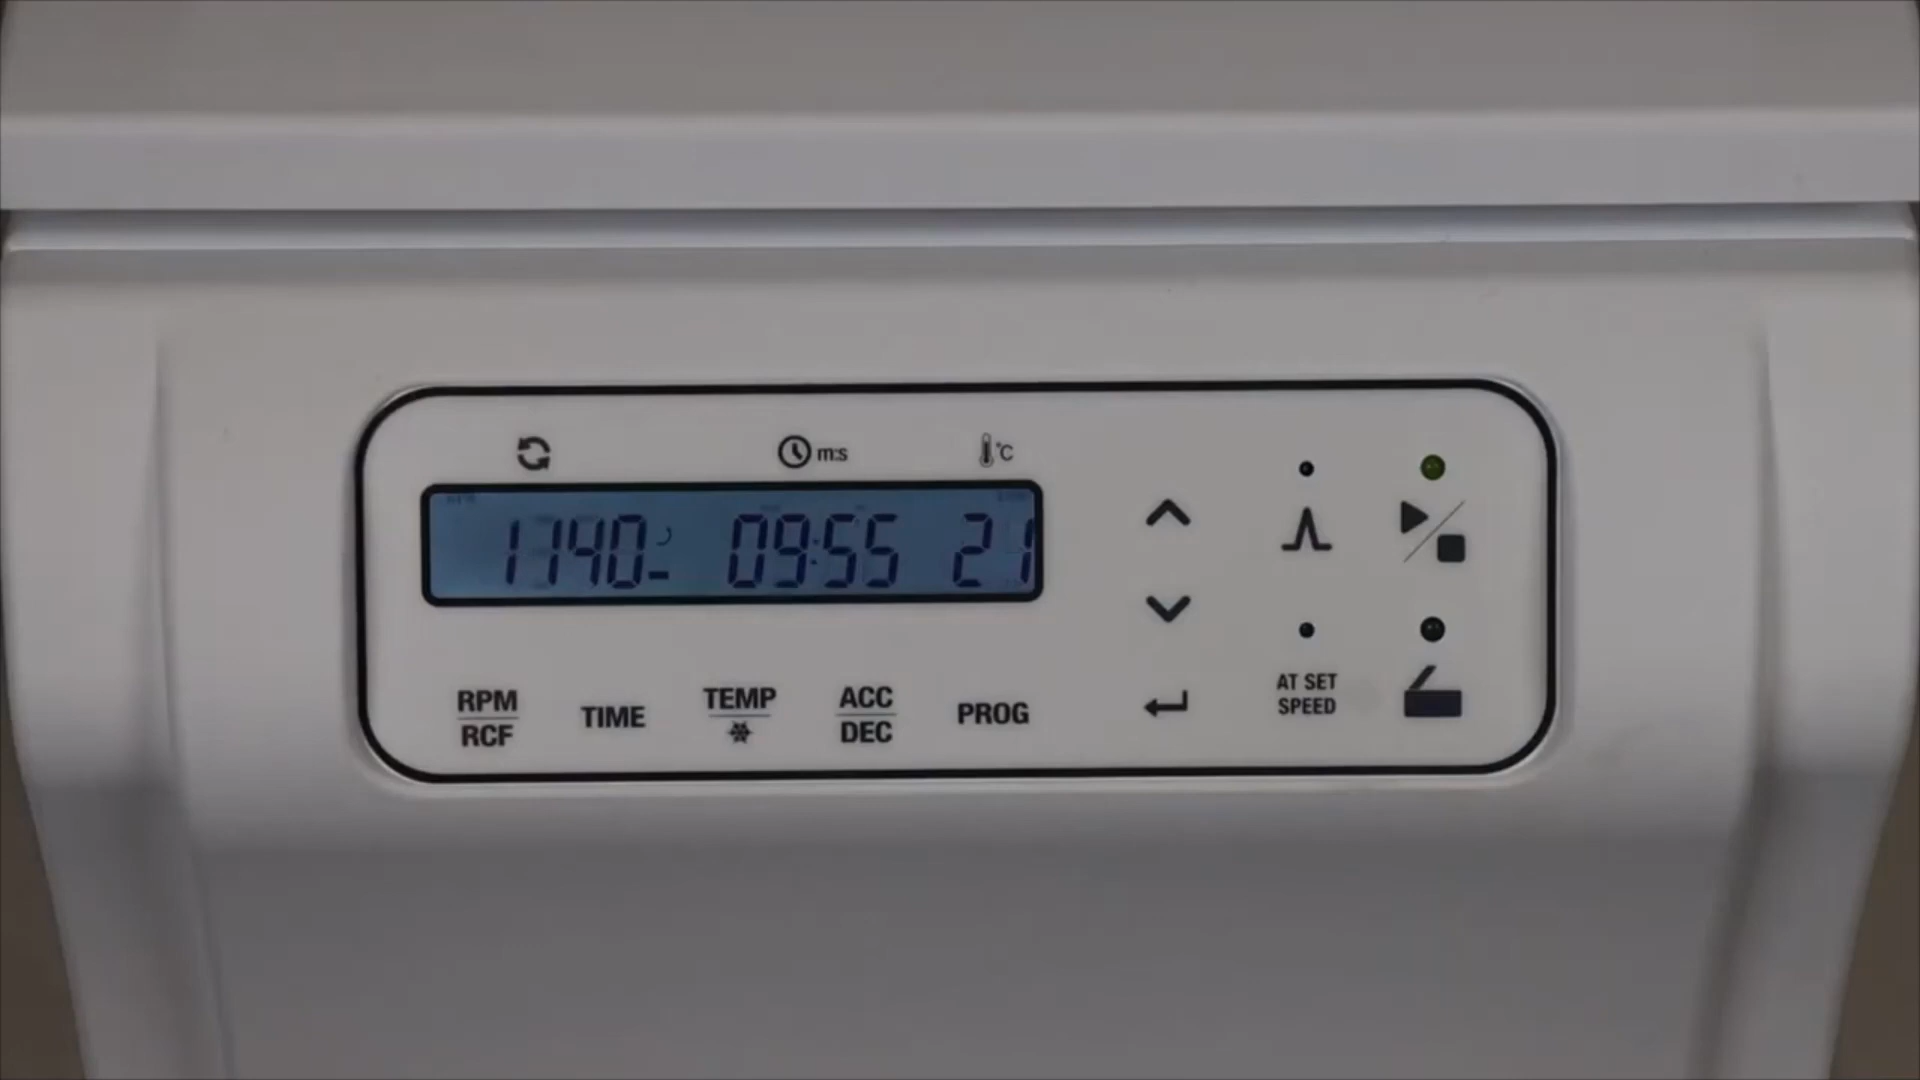 m:s °C
1140 09:55 21
RPM
RCF
TIME
TEMP
ACC
DEC
PROG
AT SET
SPEED